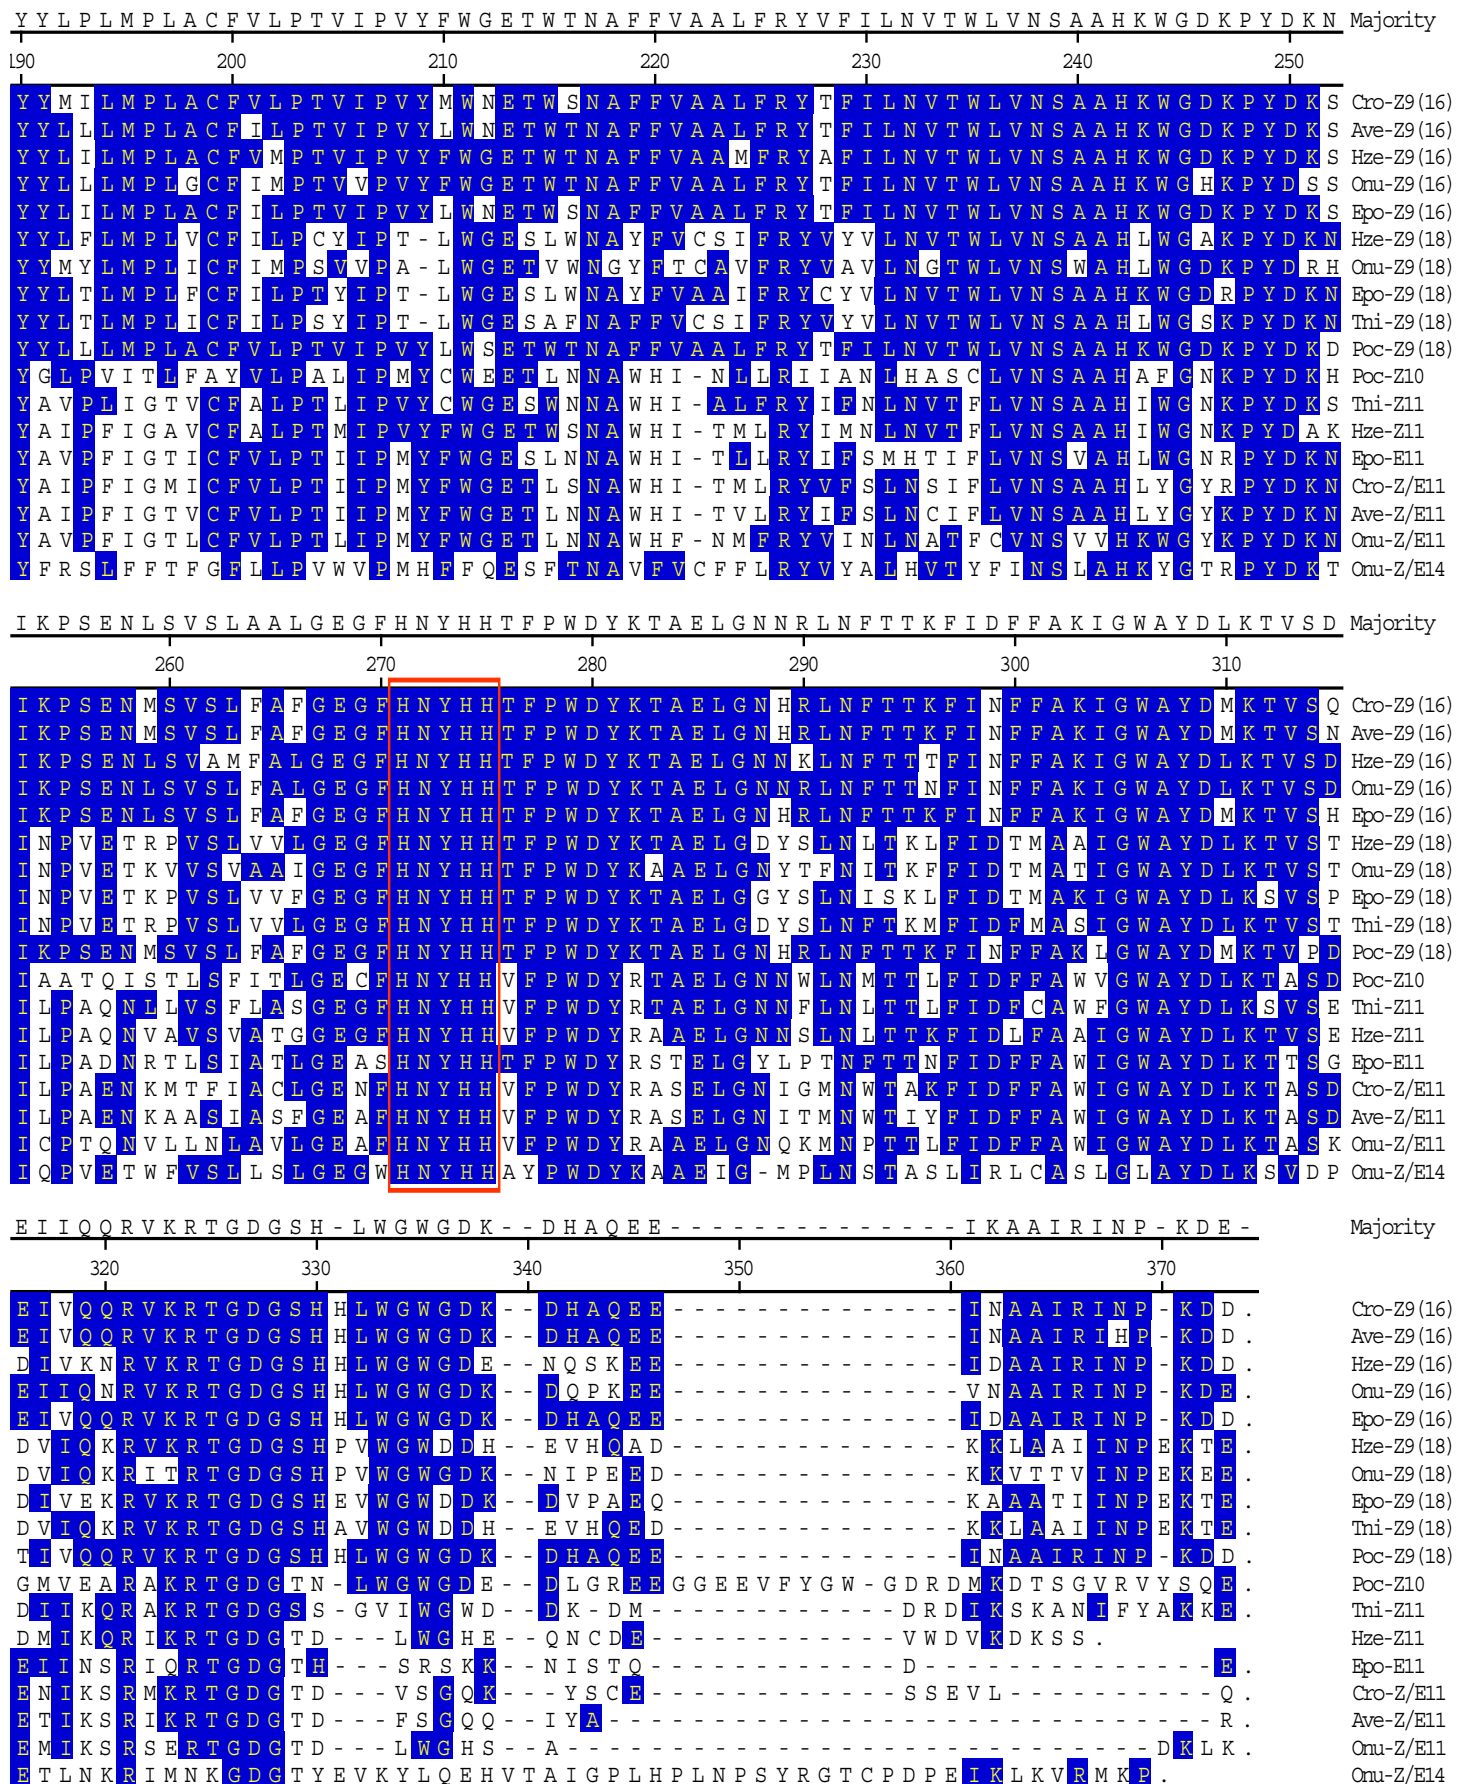 Y Y L P L M P L A C F V L P T V I P V Y F W G E T W T N A F F V A A L F R Y V F I L N V T W L V N S A A H K W G D K P Y D K N Majority
190 200 210 220 230 240 250
Y Y M I L M P L A C F V L P T V I P V Y M W N E T W S N A F F V A A L F R Y T F I L N V T W L V N S A A H K W G D K P Y D K S Cro-Z9(16)
Y Y L L L M P L A C F I L P T V I P V Y L W N E T W T N A F F V A A L F R Y T F I L N V T W L V N S A A H K W G D K P Y D K S Ave-Z9(16)
Y Y L I L M P L A C F V M P T V I P V Y F W G E T W T N A F F V A A M F R Y A F I L N V T W L V N S A A H K W G D K P Y D K S Hze-Z9(16)
Y Y L L L M P L G C F I M P T V V P V Y F W G E T W T N A F F V A A L F R Y T F I L N V T W L V N S A A H K W G H K P Y D S S Onu-Z9(16)
Y Y L I L M P L A C F I L P T V I P V Y L W N E T W S N A F F V A A L F R Y T F I L N V T W L V N S A A H K W G D K P Y D K S Epo-Z9(16)
Y Y L F L M P L V C F I L P C Y I P T - L W G E S L W N A Y F V C S I F R Y V Y V L N V T W L V N S A A H L W G A K P Y D K N Hze-Z9(18)
Y Y M Y L M P L I C F I M P S V V P A - L W G E T V W N G Y F T C A V F R Y V A V L N G T W L V N S W A H L W G D K P Y D R H Onu-Z9(18)
Y Y L T L M P L F C F I L P T Y I P T - L W G E S L W N A Y F V A A I F R Y C Y V L N V T W L V N S A A H K W G D R P Y D K N Epo-Z9(18)
Y Y L T L M P L I C F I L P S Y I P T - L W G E S A F N A F F V C S I F R Y V Y V L N V T W L V N S A A H L W G S K P Y D K N Tni-Z9(18)
Y Y L L L M P L A C F V L P T V I P V Y L W S E T W T N A F F V A A L F R Y T F I L N V T W L V N S A A H K W G D K P Y D K D Poc-Z9(18)
Y G L P V I T L F A Y V L P A L I P M Y C W E E T L N N A W H I - N L L R I I A N L H A S C L V N S A A H A F G N K P Y D K H Poc-Z10
Y A V P L I G T V C F A L P T L I P V Y C W G E S W N N A W H I - A L F R Y I F N L N V T F L V N S A A H I W G N K P Y D K S Tni-Z11
Y A I P F I G A V C F A L P T M I P V Y F W G E T W S N A W H I - T M L R Y I M N L N V T F L V N S A A H I W G N K P Y D A K Hze-Z11
Y A V P F I G T I C F V L P T I I P M Y F W G E S L N N A W H I - T L L R Y I F S M H T I F L V N S V A H L W G N R P Y D K N Epo-E11
Y A I P F I G M I C F V L P T I I P M Y F W G E T L S N A W H I - T M L R Y V F S L N S I F L V N S A A H L Y G Y R P Y D K N Cro-Z/E11
Y A I P F I G T V C F V L P T I I P M Y F W G E T L N N A W H I - T V L R Y I F S L N C I F L V N S A A H L Y G Y K P Y D K N Ave-Z/E11
Y A V P F I G T L C F V L P T L I P M Y F W G E T L N N A W H F - N M F R Y V I N L N A T F C V N S V V H K W G Y K P Y D K N Onu-Z/E11
Y F R S L F F T F G F L L P V W V P M H F F Q E S F T N A V F V C F F L R Y V Y A L H V T Y F I N S L A H K Y G T R P Y D K T Onu-Z/E14
I K P S E N L S V S L A A L G E G F H N Y H H T F P W D Y K T A E L G N N R L N F T T K F I D F F A K I G W A Y D L K T V S D Majority
260 270 280 290 300 310
I K P S E N M S V S L F A F G E G F H N Y H H T F P W D Y K T A E L G N H R L N F T T K F I N F F A K I G W A Y D M K T V S Q Cro-Z9(16)
I K P S E N M S V S L F A F G E G F H N Y H H T F P W D Y K T A E L G N H R L N F T T K F I N F F A K I G W A Y D M K T V S N Ave-Z9(16)
I K P S E N L S V A M F A L G E G F H N Y H H T F P W D Y K T A E L G N N K L N F T T T F I N F F A K I G W A Y D L K T V S D Hze-Z9(16)
I K P S E N L S V S L F A L G E G F H N Y H H T F P W D Y K T A E L G N N R L N F T T N F I N F F A K I G W A Y D L K T V S D Onu-Z9(16)
I K P S E N L S V S L F A F G E G F H N Y H H T F P W D Y K T A E L G N H R L N F T T K F I N F F A K I G W A Y D M K T V S H Epo-Z9(16)
I N P V E T R P V S L V V L G E G F H N Y H H T F P W D Y K T A E L G D Y S L N L T K L F I D T M A A I G W A Y D L K T V S T Hze-Z9(18)
I N P V E T K V V S V A A I G E G F H N Y H H T F P W D Y K A A E L G N Y T F N I T K F F I D T M A T I G W A Y D L K T V S T Onu-Z9(18)
I N P V E T K P V S L V V F G E G F H N Y H H T F P W D Y K T A E L G G Y S L N I S K L F I D T M A K I G W A Y D L K S V S P Epo-Z9(18)
I N P V E T R P V S L V V L G E G F H N Y H H T F P W D Y K T A E L G D Y S L N F T K M F I D F M A S I G W A Y D L K T V S T Tni-Z9(18)
I K P S E N M S V S L F A F G E G F H N Y H H T F P W D Y K T A E L G N H R L N F T T K F I N F F A K L G W A Y D M K T V P D Poc-Z9(18)
I A A T Q I S T L S F I T L G E C F H N Y H H V F P W D Y R T A E L G N N W L N M T T L F I D F F A W V G W A Y D L K T A S D Poc-Z10
I L P A Q N L L V S F L A S G E G F H N Y H H V F P W D Y R T A E L G N N F L N L T T L F I D F C A W F G W A Y D L K S V S E Tni-Z11
I L P A Q N V A V S V A T G G E G F H N Y H H V F P W D Y R A A E L G N N S L N L T T K F I D L F A A I G W A Y D L K T V S E Hze-Z11
I L P A D N R T L S I A T L G E A S H N Y H H T F P W D Y R S T E L G Y L P T N F T T N F I D F F A W I G W A Y D L K T T S G Epo-E11
I L P A E N K M T F I A C L G E N F H N Y H H V F P W D Y R A S E L G N I G M N W T A K F I D F F A W I G W A Y D L K T A S D Cro-Z/E11
I L P A E N K A A S I A S F G E A F H N Y H H V F P W D Y R A S E L G N I T M N W T I Y F I D F F A W I G W A Y D L K T A S D Ave-Z/E11
I C P T Q N V L L N L A V L G E A F H N Y H H V F P W D Y R A A E L G N Q K M N P T T L F I D F F A W I G W A Y D L K T A S K Onu-Z/E11
I Q P V E T W F V S L L S L G E G W H N Y H H A Y P W D Y K A A E I G - M P L N S T A S L I R L C A S L G L A Y D L K S V D P Onu-Z/E14
E I I Q Q R V K R T G D G S H - L W G W G D K - - D H A Q E E - - - - - - - - - - - - - - I K A A I R I N P - K D E - Majority
320 330 340 350 360 370
E I V Q Q R V K R T G D G S H H L W G W G D K - - D H A Q E E - - - - - - - - - - - - - - I N A A I R I N P - K D D . Cro-Z9(16)
E I V Q Q R V K R T G D G S H H L W G W G D K - - D H A Q E E - - - - - - - - - - - - - - I N A A I R I H P - K D D . Ave-Z9(16)
D I V K N R V K R T G D G S H H L W G W G D E - - N Q S K E E - - - - - - - - - - - - - - I D A A I R I N P - K D D . Hze-Z9(16)
E I I Q N R V K R T G D G S H H L W G W G D K - - D Q P K E E - - - - - - - - - - - - - - V N A A I R I N P - K D E . Onu-Z9(16)
E I V Q Q R V K R T G D G S H H L W G W G D K - - D H A Q E E - - - - - - - - - - - - - - I D A A I R I N P - K D D . Epo-Z9(16)
D V I Q K R V K R T G D G S H P V W G W D D H - - E V H Q A D - - - - - - - - - - - - - - K K L A A I I N P E K T E . Hze-Z9(18)
D V I Q K R I T R T G D G S H P V W G W G D K - - N I P E E D - - - - - - - - - - - - - - K K V T T V I N P E K E E . Onu-Z9(18)
D I V E K R V K R T G D G S H E V W G W D D K - - D V P A E Q - - - - - - - - - - - - - - K A A A T I I N P E K T E . Epo-Z9(18)
D V I Q K R V K R T G D G S H A V W G W D D H - - E V H Q E D - - - - - - - - - - - - - - K K L A A I I N P E K T E . Tni-Z9(18)
T I V Q Q R V K R T G D G S H H L W G W G D K - - D H A Q E E - - - - - - - - - - - - - - I N A A I R I N P - K D D . Poc-Z9(18)
G M V E A R A K R T G D G T N - L W G W G D E - - D L G R E E G G E E V F Y G W - G D R D M K D T S G V R V Y S Q E . Poc-Z10
D I I K Q R A K R T G D G S S - G V I W G W D - - D K - D M - - - - - - - - - - - - D R D I K S K A N I F Y A K K E . Tni-Z11
D M I K Q R I K R T G D G T D - - - L W G H E - - Q N C D E - - - - - - - - - - - - V W D V K D K S S . Hze-Z11
E I I N S R I Q R T G D G T H - - - S R S K K - - N I S T Q - - - - - - - - - - - - D - - - - - - - - - - - - - - E . Epo-E11
E N I K S R M K R T G D G T D - - - V S G Q K - - - Y S C E - - - - - - - - - - - - S S E V L - - - - - - - - - - Q . Cro-Z/E11
E T I K S R I K R T G D G T D - - - F S G Q Q - - I Y A - - - - - - - - - - - - - - - - - - - - - - - - - - - - - R . Ave-Z/E11
E M I K S R S E R T G D G T D - - - L W G H S - - A - - - - - - - - - - - - - - - - - - - - - - - - - - - - D K L K . Onu-Z/E11
E T L N K R I M N K G D G T Y E V K Y L Q E H V T A I G P L H P L N P S Y R G T C P D P E I K L K V R M K P . Onu-Z/E14